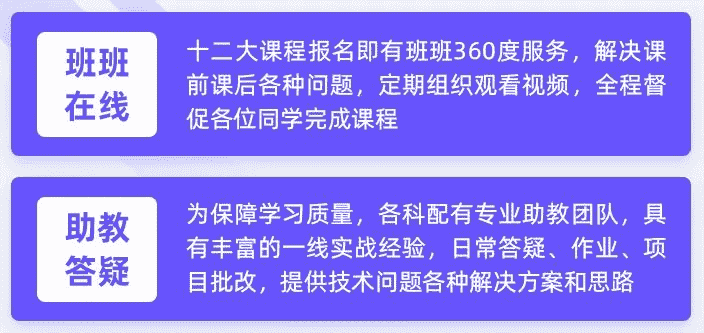 班班
在线
十二大课程报名即有班班360度服务，解决课
前课后各种问题，定期组织观看视频，全程督
促各位同学完成课程
助教
答疑
为保障学习质量，各科配有专业助教团队，具
有丰富的一线实战经验，日常答疑、作业、项
目批改，提供技术问题各种解决方案和思路